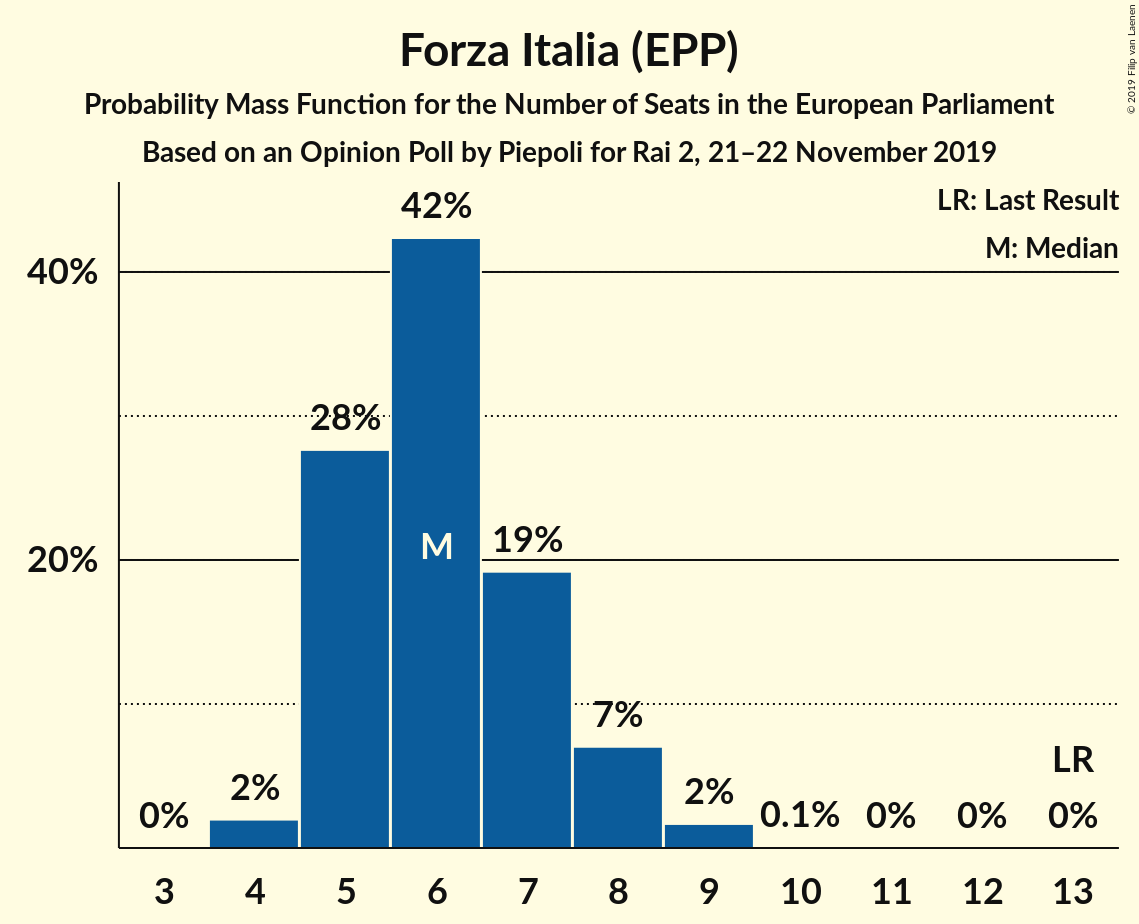 Forza Italia (EPP)
Probability Mass Function for the Number of Seats in the European Parliament
Based on an Opinion Poll by Piepoli for Rai 2, 21–22 November 2019
© 2019 Filip van Laenen
LR: Last Result
M: Median
40%
20%
0%
2%
28%
42%
M
19%
7%
2%
0.1%
0%
0%
LR
0%
3 4 5 6 7 8 9 10 11 12 13